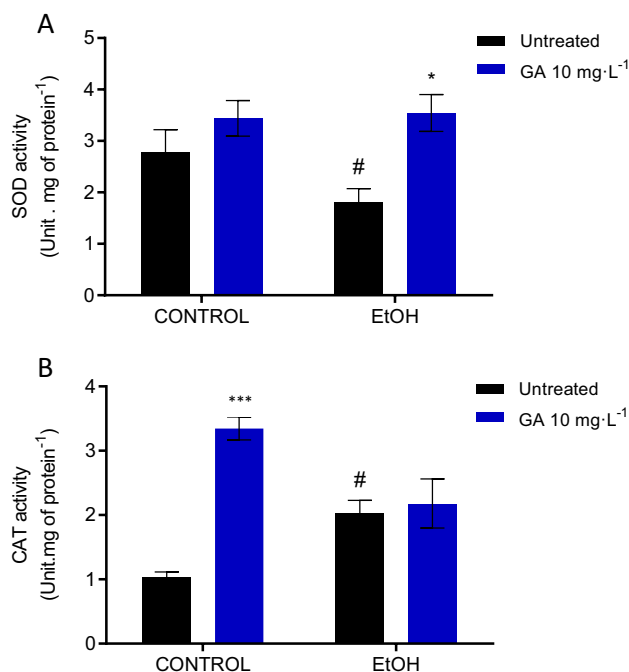 A
Untreated
GA 10 mg·L⁻¹
SOD activity
(Unit . mg of protein⁻¹)
5
4
3
2
1
0
#
*
CONTROL
EtOH
B
Untreated
GA 10 mg·L⁻¹
CAT activity
(Unit.mg of protein⁻¹)
4
3
2
1
0
***
#
CONTROL
EtOH